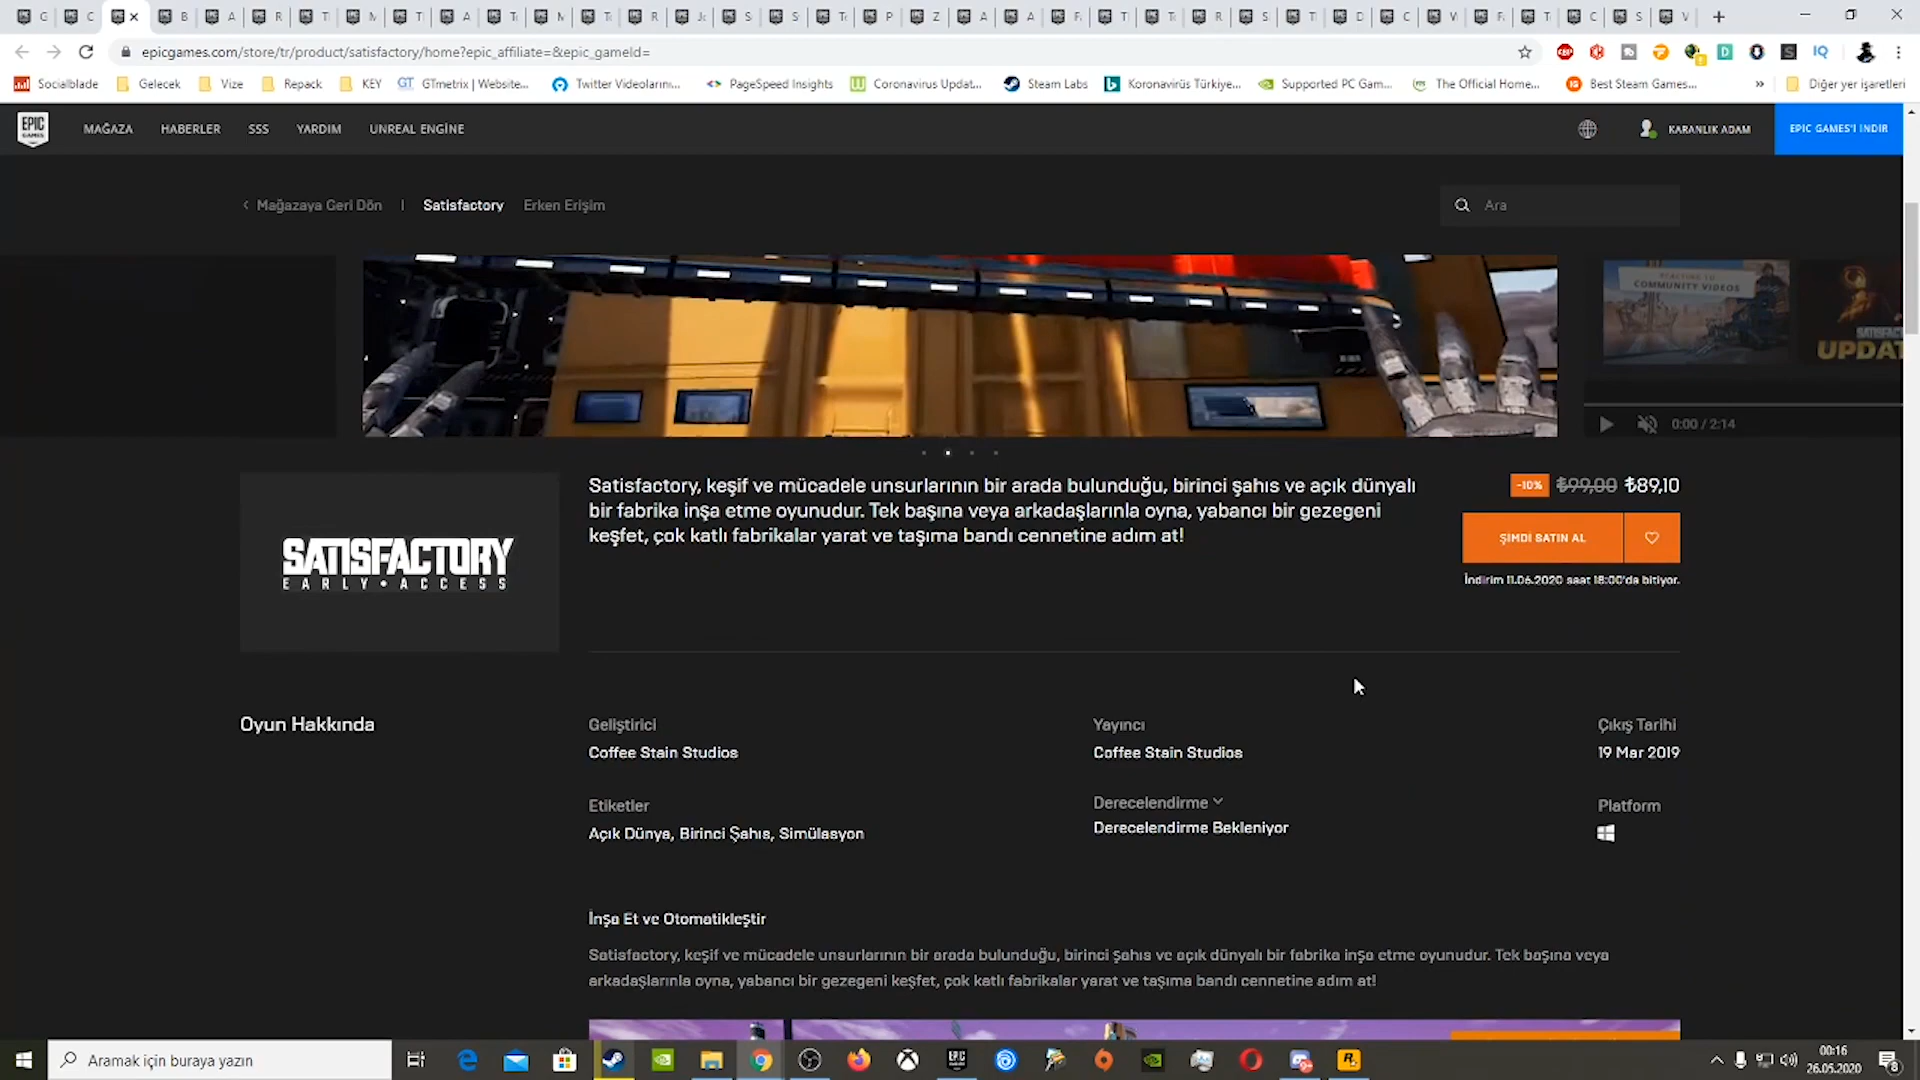 epicgames.com/store/tr/product/satisfactory/home?epic_affiliate=&epic_gameId=
Socialblade Gelecek Vize Repack KEY GTmetrix | Website... Twitter Videolarını... PageSpeed Insights Coronavirus Updat... Steam Labs Koronavirüs Türkiye... Supported PC Gam... The Official Home... Best Steam Games... » Diğer yer işaretleri
EPIC GAMES MAĞAZA HABERLER SSS YARDIM UNREAL ENGİNE KARANLIK ADAM EPIC GAMES'I INDIR
Mağazaya Geri Dön | Satisfactory Erken Erişim Ara
COMMUNITY VIDEOS
0:00 / 2:14
Satisfactory, keşif ve mücadele unsurlarının bir arada bulunduğu, birinci şahıs ve açık dünyalı
bir fabrika inşa etme oyunudur. Tek başına veya arkadaşlarınla oyna, yabancı bir gezegeni
keşfet, çok katlı fabrikalar yarat ve taşıma bandı cennetine adım at!
-10% ₺99,00 ₺89,10
ŞİMDİ SATIN AL
İndirim 11.06.2020 saat 18:00'da bitiyor.
SATISFACTORY
EARLY • ACCESS
Oyun Hakkında
Geliştirici
Coffee Stain Studios
Yayıncı
Coffee Stain Studios
Çıkış Tarihi
19 Mar 2019
Etiketler
Açık Dünya, Birinci Şahıs, Simülasyon
Derecelendirme
Derecelendirme Bekleniyor
Platform
İnşa Et ve Otomatikleştir
Satisfactory, keşif ve mücadele unsurlarının bir arada bulunduğu, birinci şahıs ve açık dünyalı bir fabrika inşa etme oyunudur. Tek başına veya
arkadaşlarınla oyna, yabancı bir gezegeni keşfet, çok katlı fabrikalar yarat ve taşıma bandı cennetine adım at!
Aramak için buraya yazın
00:16
26.05.2020